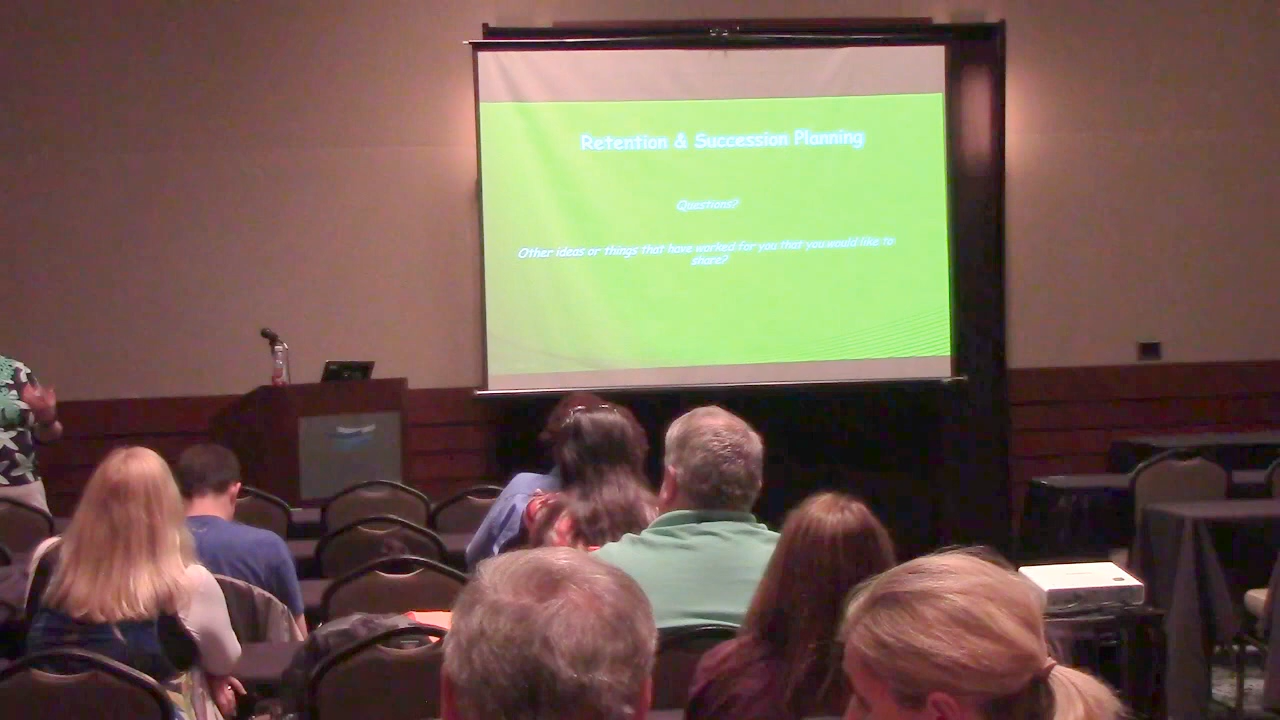 Retention & Succession Planning
Questions?
Other ideas or things that have worked for you that you would like to
share?